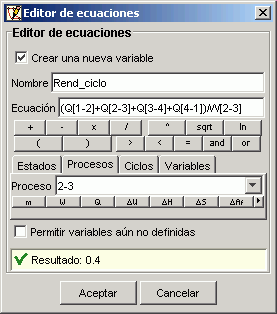 Editor de ecuaciones
Editor de ecuaciones
Crear una nueva variable
Nombre Rend_ciclo
Ecuación (Q[1-2]+Q[2-3]+Q[3-4]+Q[4-1])/W[2-3]
+ - x / ^ sqrt ln
( ) > < = and or
Estados Procesos Ciclos Variables
Proceso 2-3
m W Q ΔU ΔH ΔS ΔAf
Permitir variables aún no definidas
Resultado: 0.4
Aceptar Cancelar